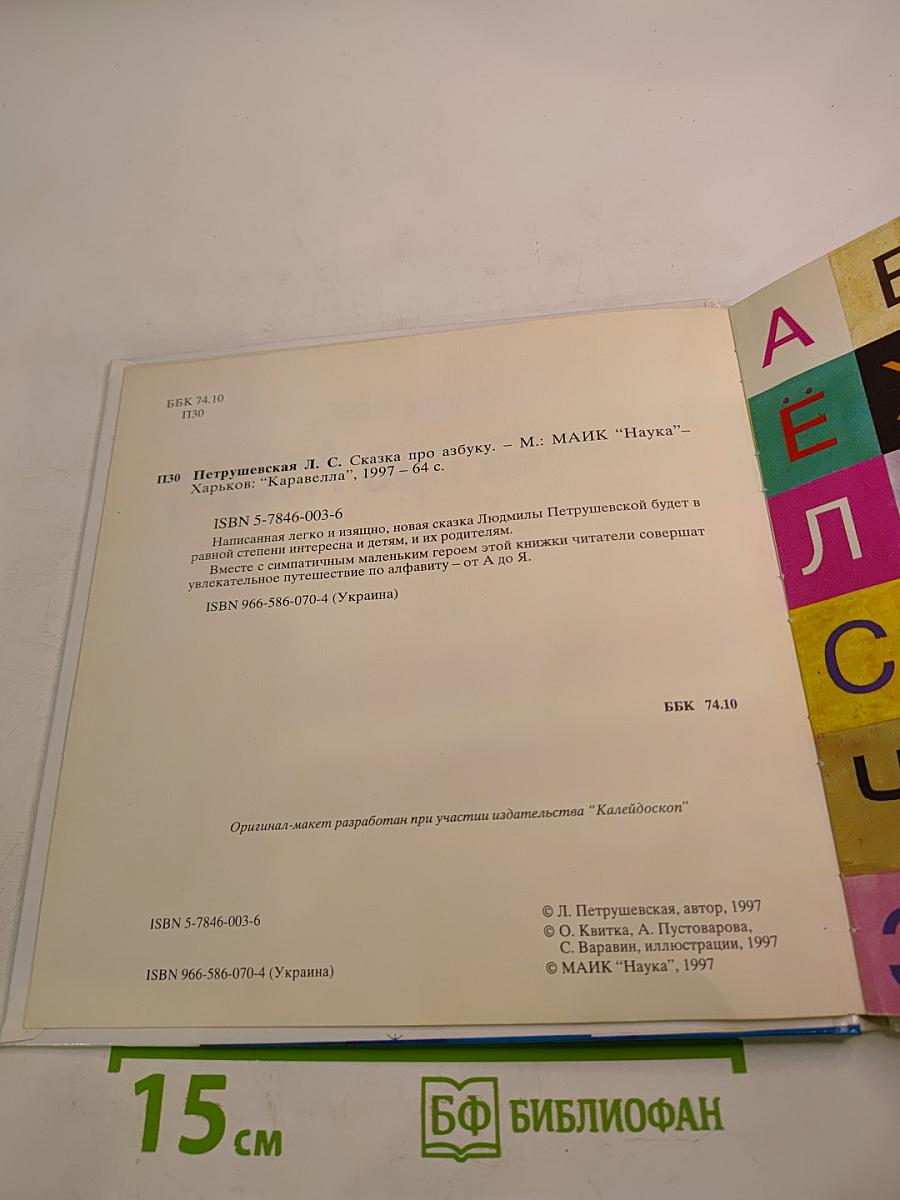 ББК 74.10
П30
П30 Петрушевская Л. С. Сказка про азбуку. – М.: МАИК “Наука”–
Харьков: “Каравелла”, 1997 – 64 с.
ISBN 5-7846-003-6
Написанная легко и изящно, новая сказка Людмилы Петрушевской будет в
равной степени интересна и детям, и их родителям.
Вместе с симпатичным маленьким героем этой книжки читатели совершат
увлекательное путешествие по алфавиту – от А до Я.
ISBN 966-586-070-4 (Украина)
ББК 74.10
Оригинал-макет разработан при участии издательства “Калейдоскоп”
ISBN 5-7846-003-6
ISBN 966-586-070-4 (Украина)
© Л. Петрушевская, автор, 1997
© О. Квитка, А. Пустоварова,
С. Варавин, иллюстрации, 1997
© МАИК “Наука”, 1997
А
Ё
Л
С
15 см
БФ БИБЛИОФАН